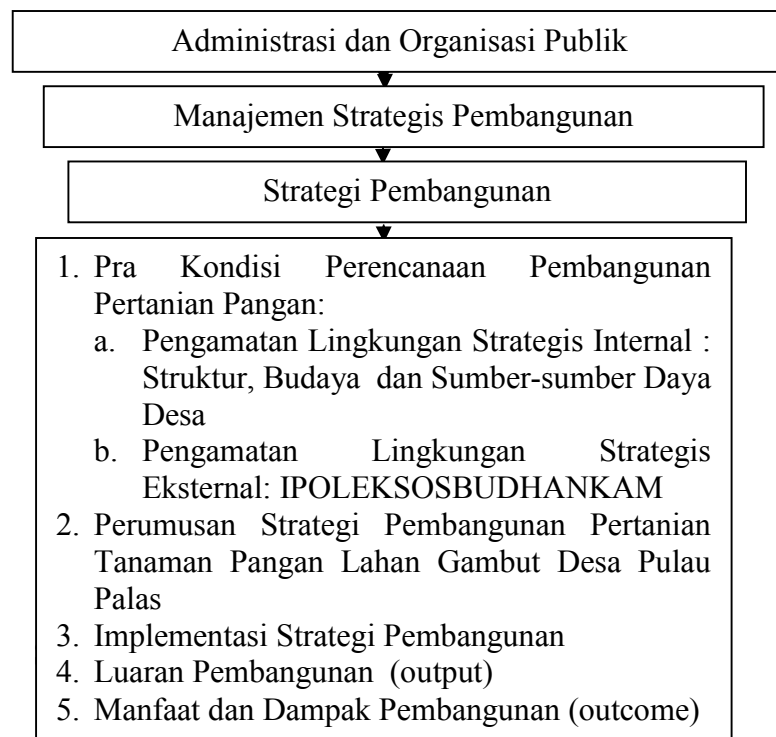 Administrasi dan Organisasi Publik
Manajemen Strategis Pembangunan
Strategi Pembangunan
1. Pra Kondisi Perencanaan Pembangunan
Pertanian Pangan:
a. Pengamatan Lingkungan Strategis Internal :
Struktur, Budaya dan Sumber-sumber Daya
Desa
b. Pengamatan Lingkungan Strategis
Eksternal: IPOLEKSOSBUDHANKAM
2. Perumusan Strategi Pembangunan Pertanian
Tanaman Pangan Lahan Gambut Desa Pulau
Palas
3. Implementasi Strategi Pembangunan
4. Luaran Pembangunan (output)
5. Manfaat dan Dampak Pembangunan (outcome)